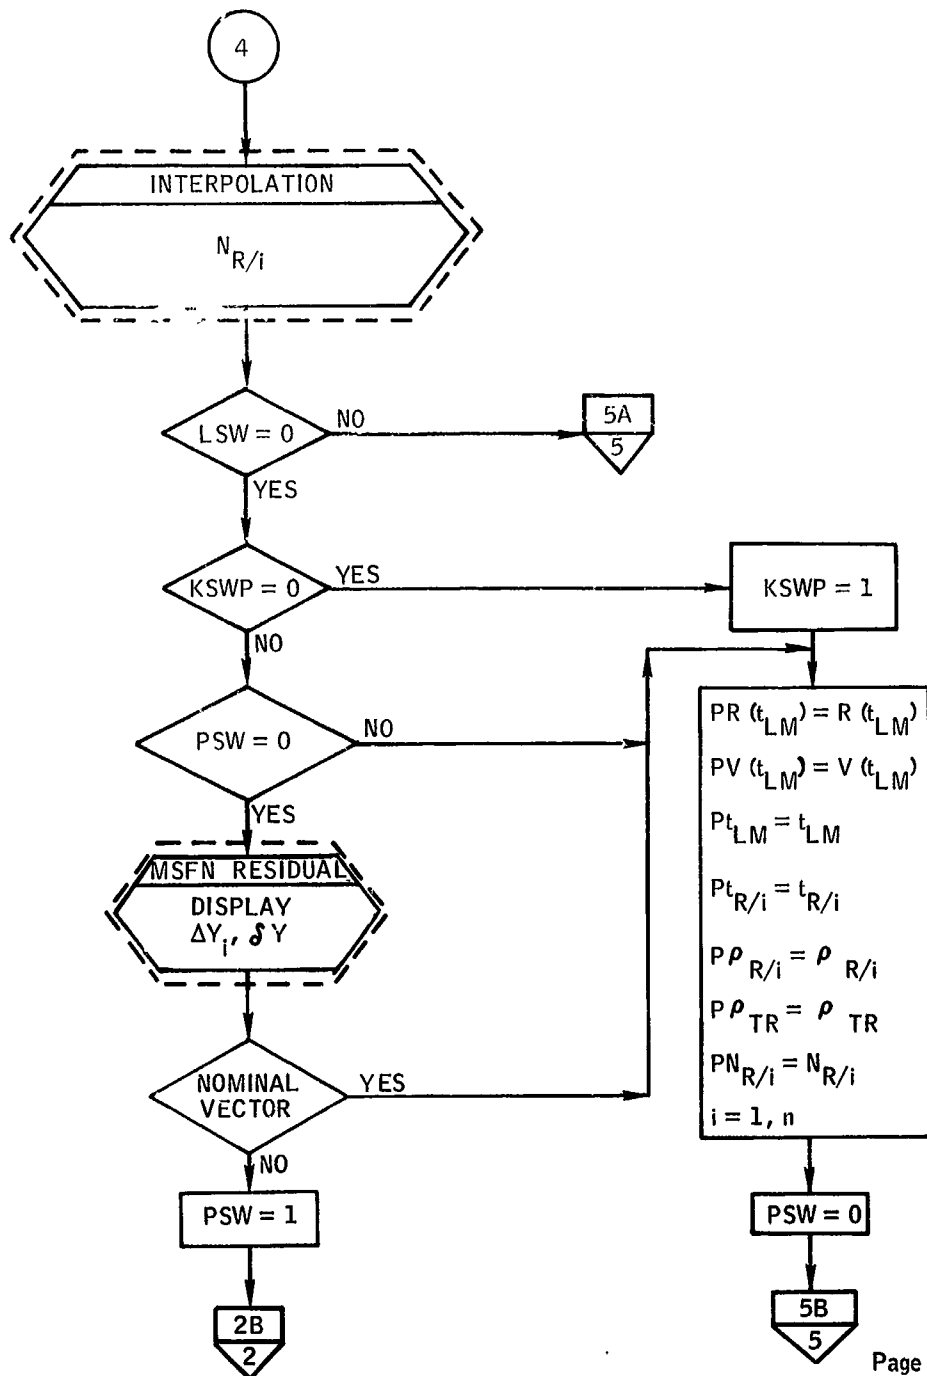 4
INTERPOLATION
N_R/i
LSW = 0
NO
5A
5
YES
KSWP = 0
YES
KSWP = 1
NO
PSW = 0
NO
YES
PR (t_LM) = R (t_LM)
PV (t_LM) = V (t_LM)
Pt_LM = t_LM
Pt_R/i = t_R/i
Pρ_R/i = ρ_R/i
Pρ_TR = ρ_TR
PN_R/i = N_R/i
i = 1, n
MSFN RESIDUAL
DISPLAY
ΔY_i, δY
NOMINAL
VECTOR
YES
NO
PSW = 1
PSW = 0
2B
2
5B
5
Page